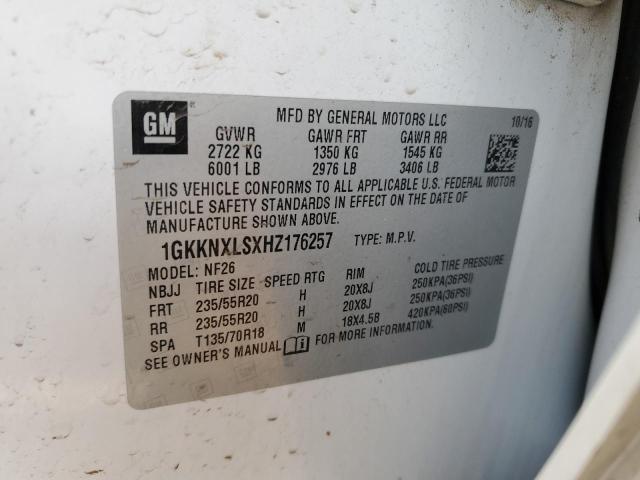 GM
MFD BY GENERAL MOTORS LLC 10/16
GVWR GAWR FRT GAWR RR
2722 KG 1350 KG 1545 KG
6001 LB 2976 LB 3406 LB
THIS VEHICLE CONFORMS TO ALL APPLICABLE U.S. FEDERAL MOTOR
VEHICLE SAFETY STANDARDS IN EFFECT ON THE DATE OF
MANUFACTURE SHOWN ABOVE.
1GKKNXLSXHZ176257 TYPE: M.P.V.
MODEL: NF26
NBJJ TIRE SIZE SPEED RTG RIM COLD TIRE PRESSURE
FRT 235/55R20 H 20X8J 250KPA(36PSI)
RR 235/55R20 H 20X8J 250KPA(36PSI)
SPA T135/70R18 M 18X4.5B 420KPA(60PSI)
SEE OWNER'S MANUAL FOR MORE INFORMATION.